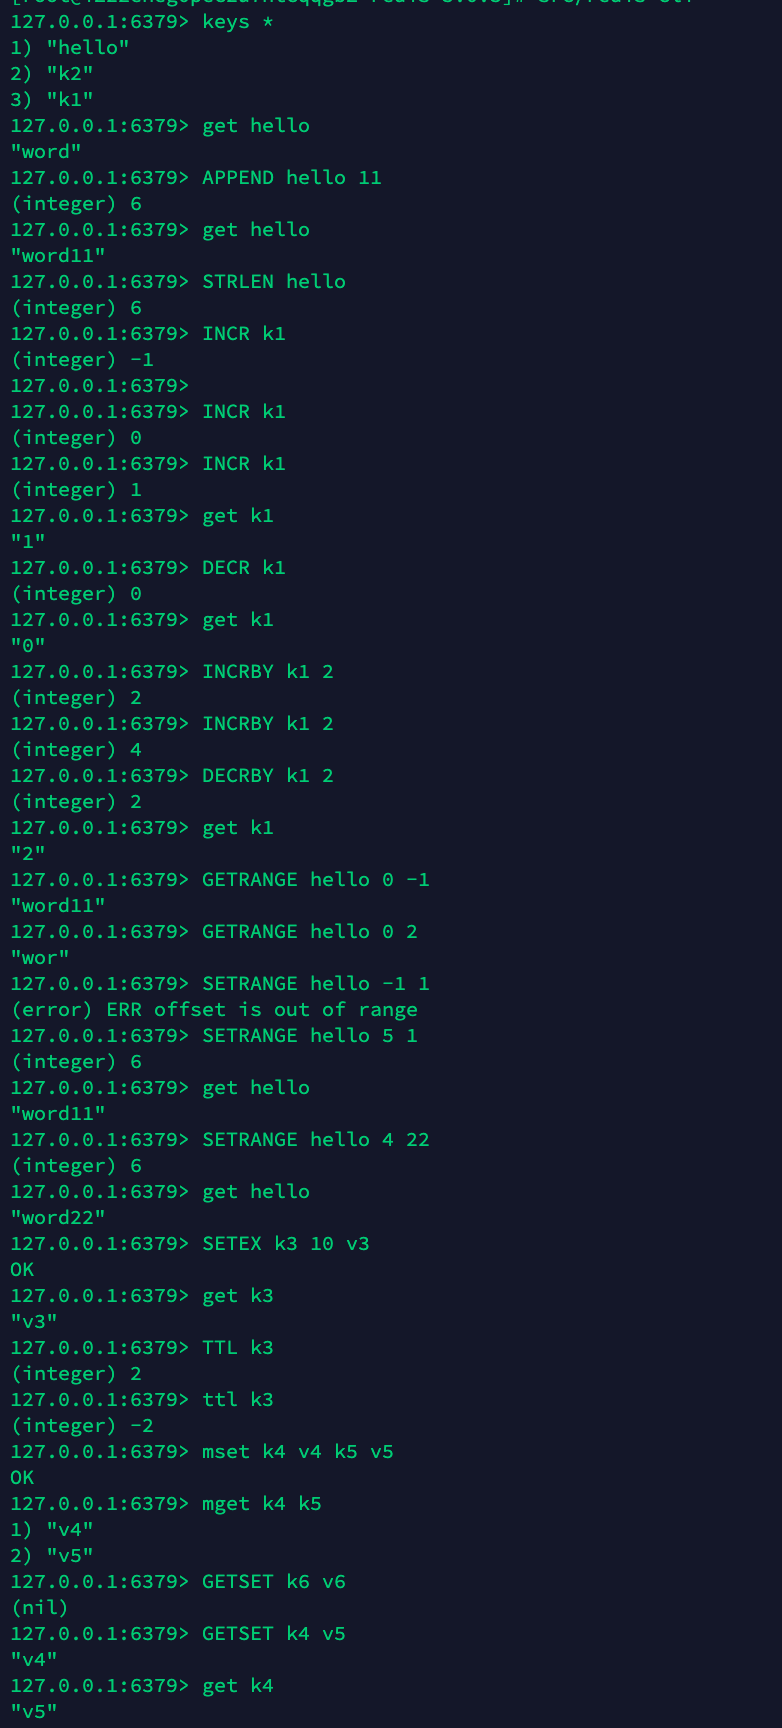 127.0.0.1:6379> keys *
1) "hello"
2) "k2"
3) "k1"
127.0.0.1:6379> get hello
"word"
127.0.0.1:6379> APPEND hello 11
(integer) 6
127.0.0.1:6379> get hello
"word11"
127.0.0.1:6379> STRLEN hello
(integer) 6
127.0.0.1:6379> INCR k1
(integer) -1
127.0.0.1:6379>
127.0.0.1:6379> INCR k1
(integer) 0
127.0.0.1:6379> INCR k1
(integer) 1
127.0.0.1:6379> get k1
"1"
127.0.0.1:6379> DECR k1
(integer) 0
127.0.0.1:6379> get k1
"0"
127.0.0.1:6379> INCRBY k1 2
(integer) 2
127.0.0.1:6379> INCRBY k1 2
(integer) 4
127.0.0.1:6379> DECRBY k1 2
(integer) 2
127.0.0.1:6379> get k1
"2"
127.0.0.1:6379> GETRANGE hello 0 -1
"word11"
127.0.0.1:6379> GETRANGE hello 0 2
"wor"
127.0.0.1:6379> SETRANGE hello -1 1
(error) ERR offset is out of range
127.0.0.1:6379> SETRANGE hello 5 1
(integer) 6
127.0.0.1:6379> get hello
"word11"
127.0.0.1:6379> SETRANGE hello 4 22
(integer) 6
127.0.0.1:6379> get hello
"word22"
127.0.0.1:6379> SETEX k3 10 v3
OK
127.0.0.1:6379> get k3
"v3"
127.0.0.1:6379> TTL k3
(integer) 2
127.0.0.1:6379> ttl k3
(integer) -2
127.0.0.1:6379> mset k4 v4 k5 v5
OK
127.0.0.1:6379> mget k4 k5
1) "v4"
2) "v5"
127.0.0.1:6379> GETSET k6 v6
(nil)
127.0.0.1:6379> GETSET k4 v5
"v4"
127.0.0.1:6379> get k4
"v5"